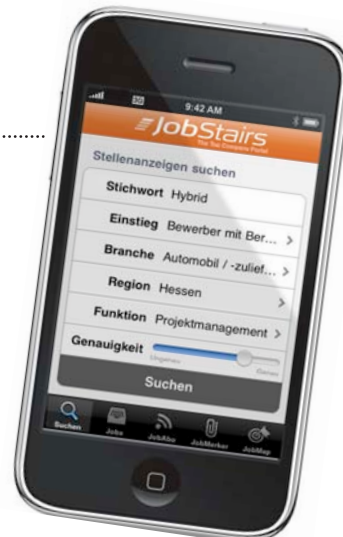 .........
3G 9:42 AM
JobStairs
The Top Company Portal
Stellenanzeigen suchen
Stichwort Hybrid
Einstieg Bewerber mit Ber... >
Branche Automobil / -zulief... >
Region Hessen >
Funktion Projektmanagement >
Genauigkeit
Ungenau Genau
Suchen
Suchen Jobs JobAbo JobMerker JobMap